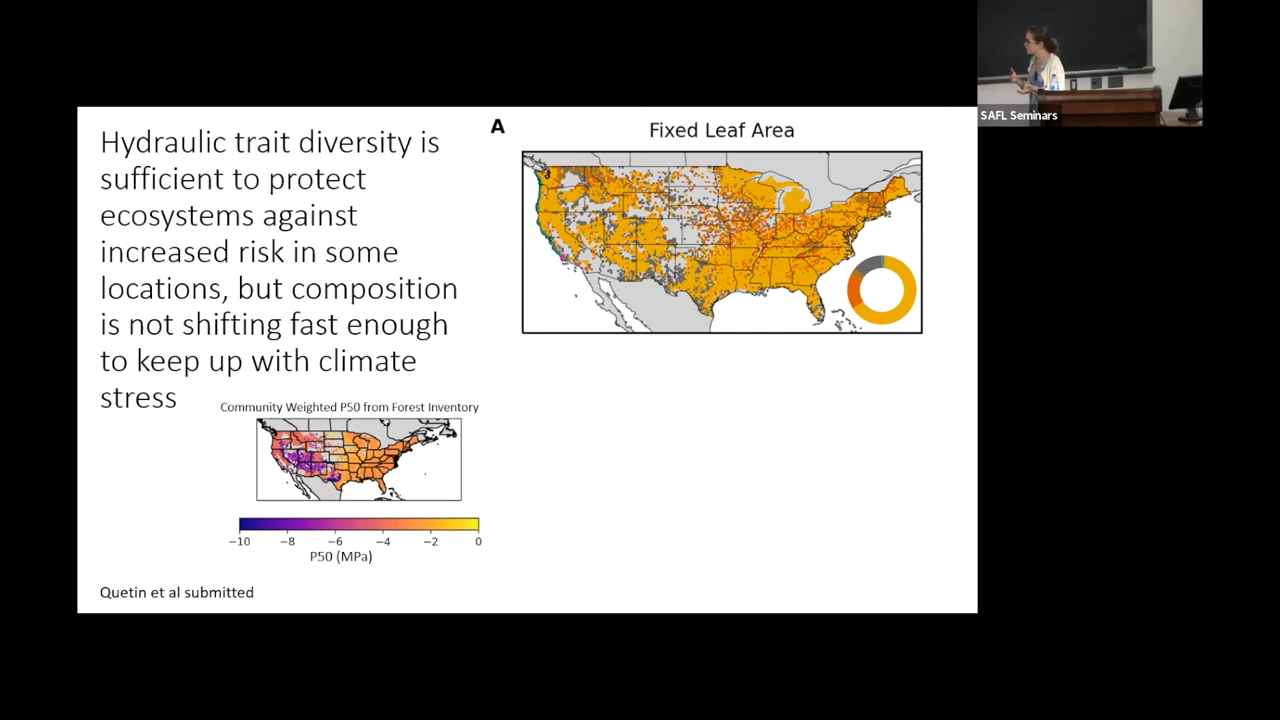 Hydraulic trait diversity is
sufficient to protect
ecosystems against
increased risk in some
locations, but composition
is not shifting fast enough
to keep up with climate
stress
A
Fixed Leaf Area
Community Weighted P50 from Forest Inventory
−10 −8 −6 −4 −2 0
P50 (MPa)
Quetin et al submitted
SAFL Seminars